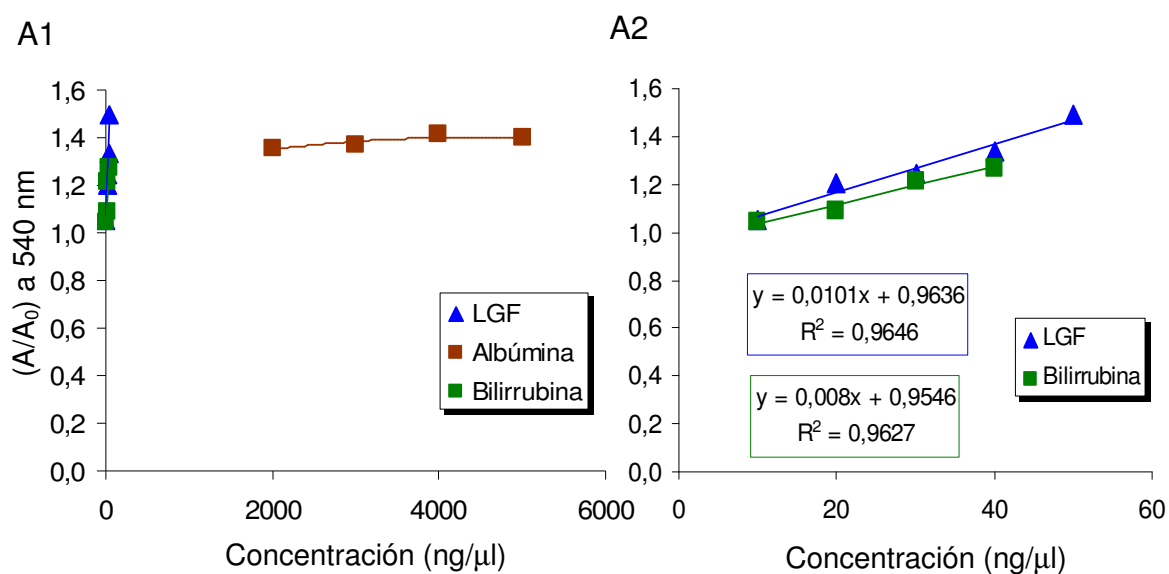 A1
(A/A0) a 540 nm
1,6
1,4
1,2
1,0
0,8
0,6
0,4
0,2
0,0
0
2000
4000
6000
Concentración (ng/μl)
LGF
Albúmina
Bilirrubina
A2
1,6
1,4
1,2
1,0
0,8
0,6
0,4
0,2
0,0
0
20
40
60
Concentración (ng/μl)
y = 0,0101x + 0,9636
R² = 0,9646
y = 0,008x + 0,9546
R² = 0,9627
LGF
Bilirrubina